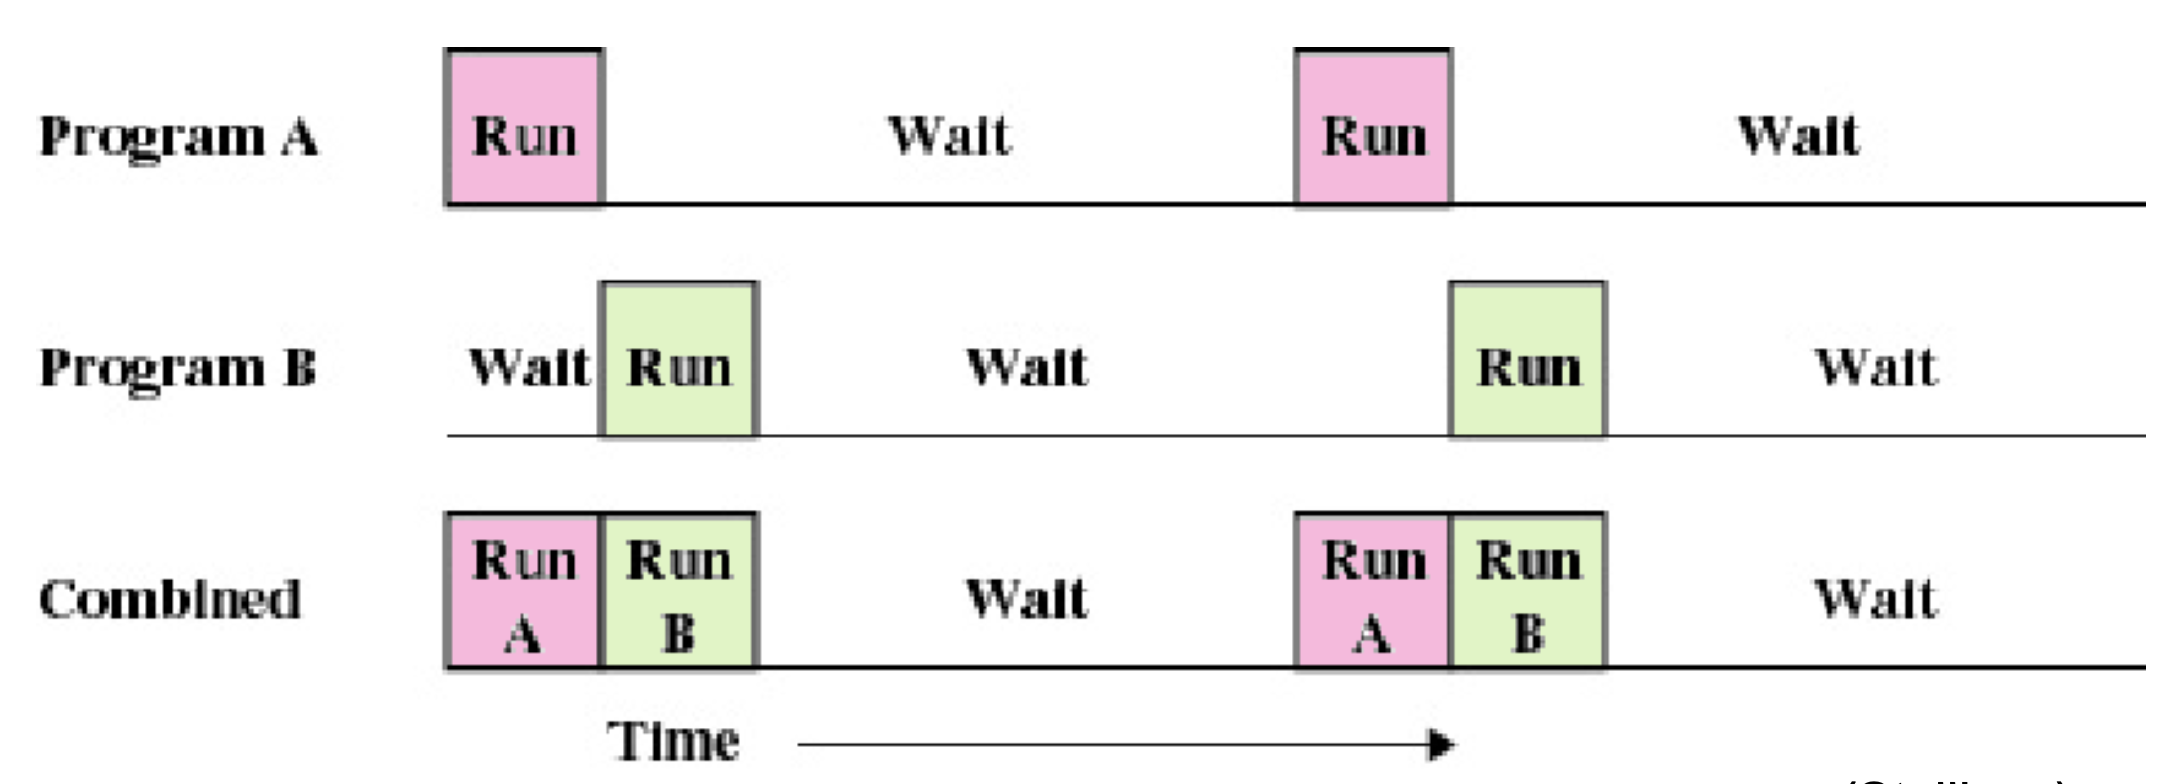 Program A Run Wait Run Wait
Program B Wait Run Wait Run Wait
Combined Run A Run B Wait Run A Run B Wait
Time